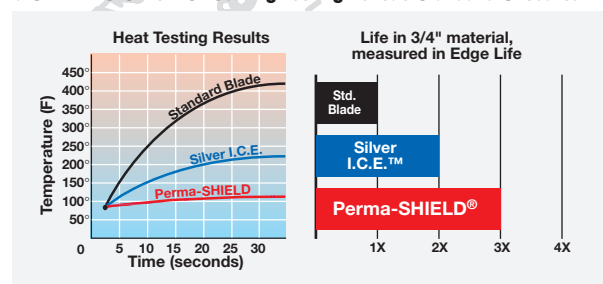 Heat Testing Results
Temperature (F)
450°
400°
350°
300°
250°
200°
150°
100°
50°
0
5 10 15 20 25 30
Time (seconds)
Standard Blade
Silver I.C.E.
Perma-SHIELD
Life in 3/4" material,
measured in Edge Life
Std.
Blade
Silver
I.C.E.™
Perma-SHIELD®
1X 2X 3X 4X